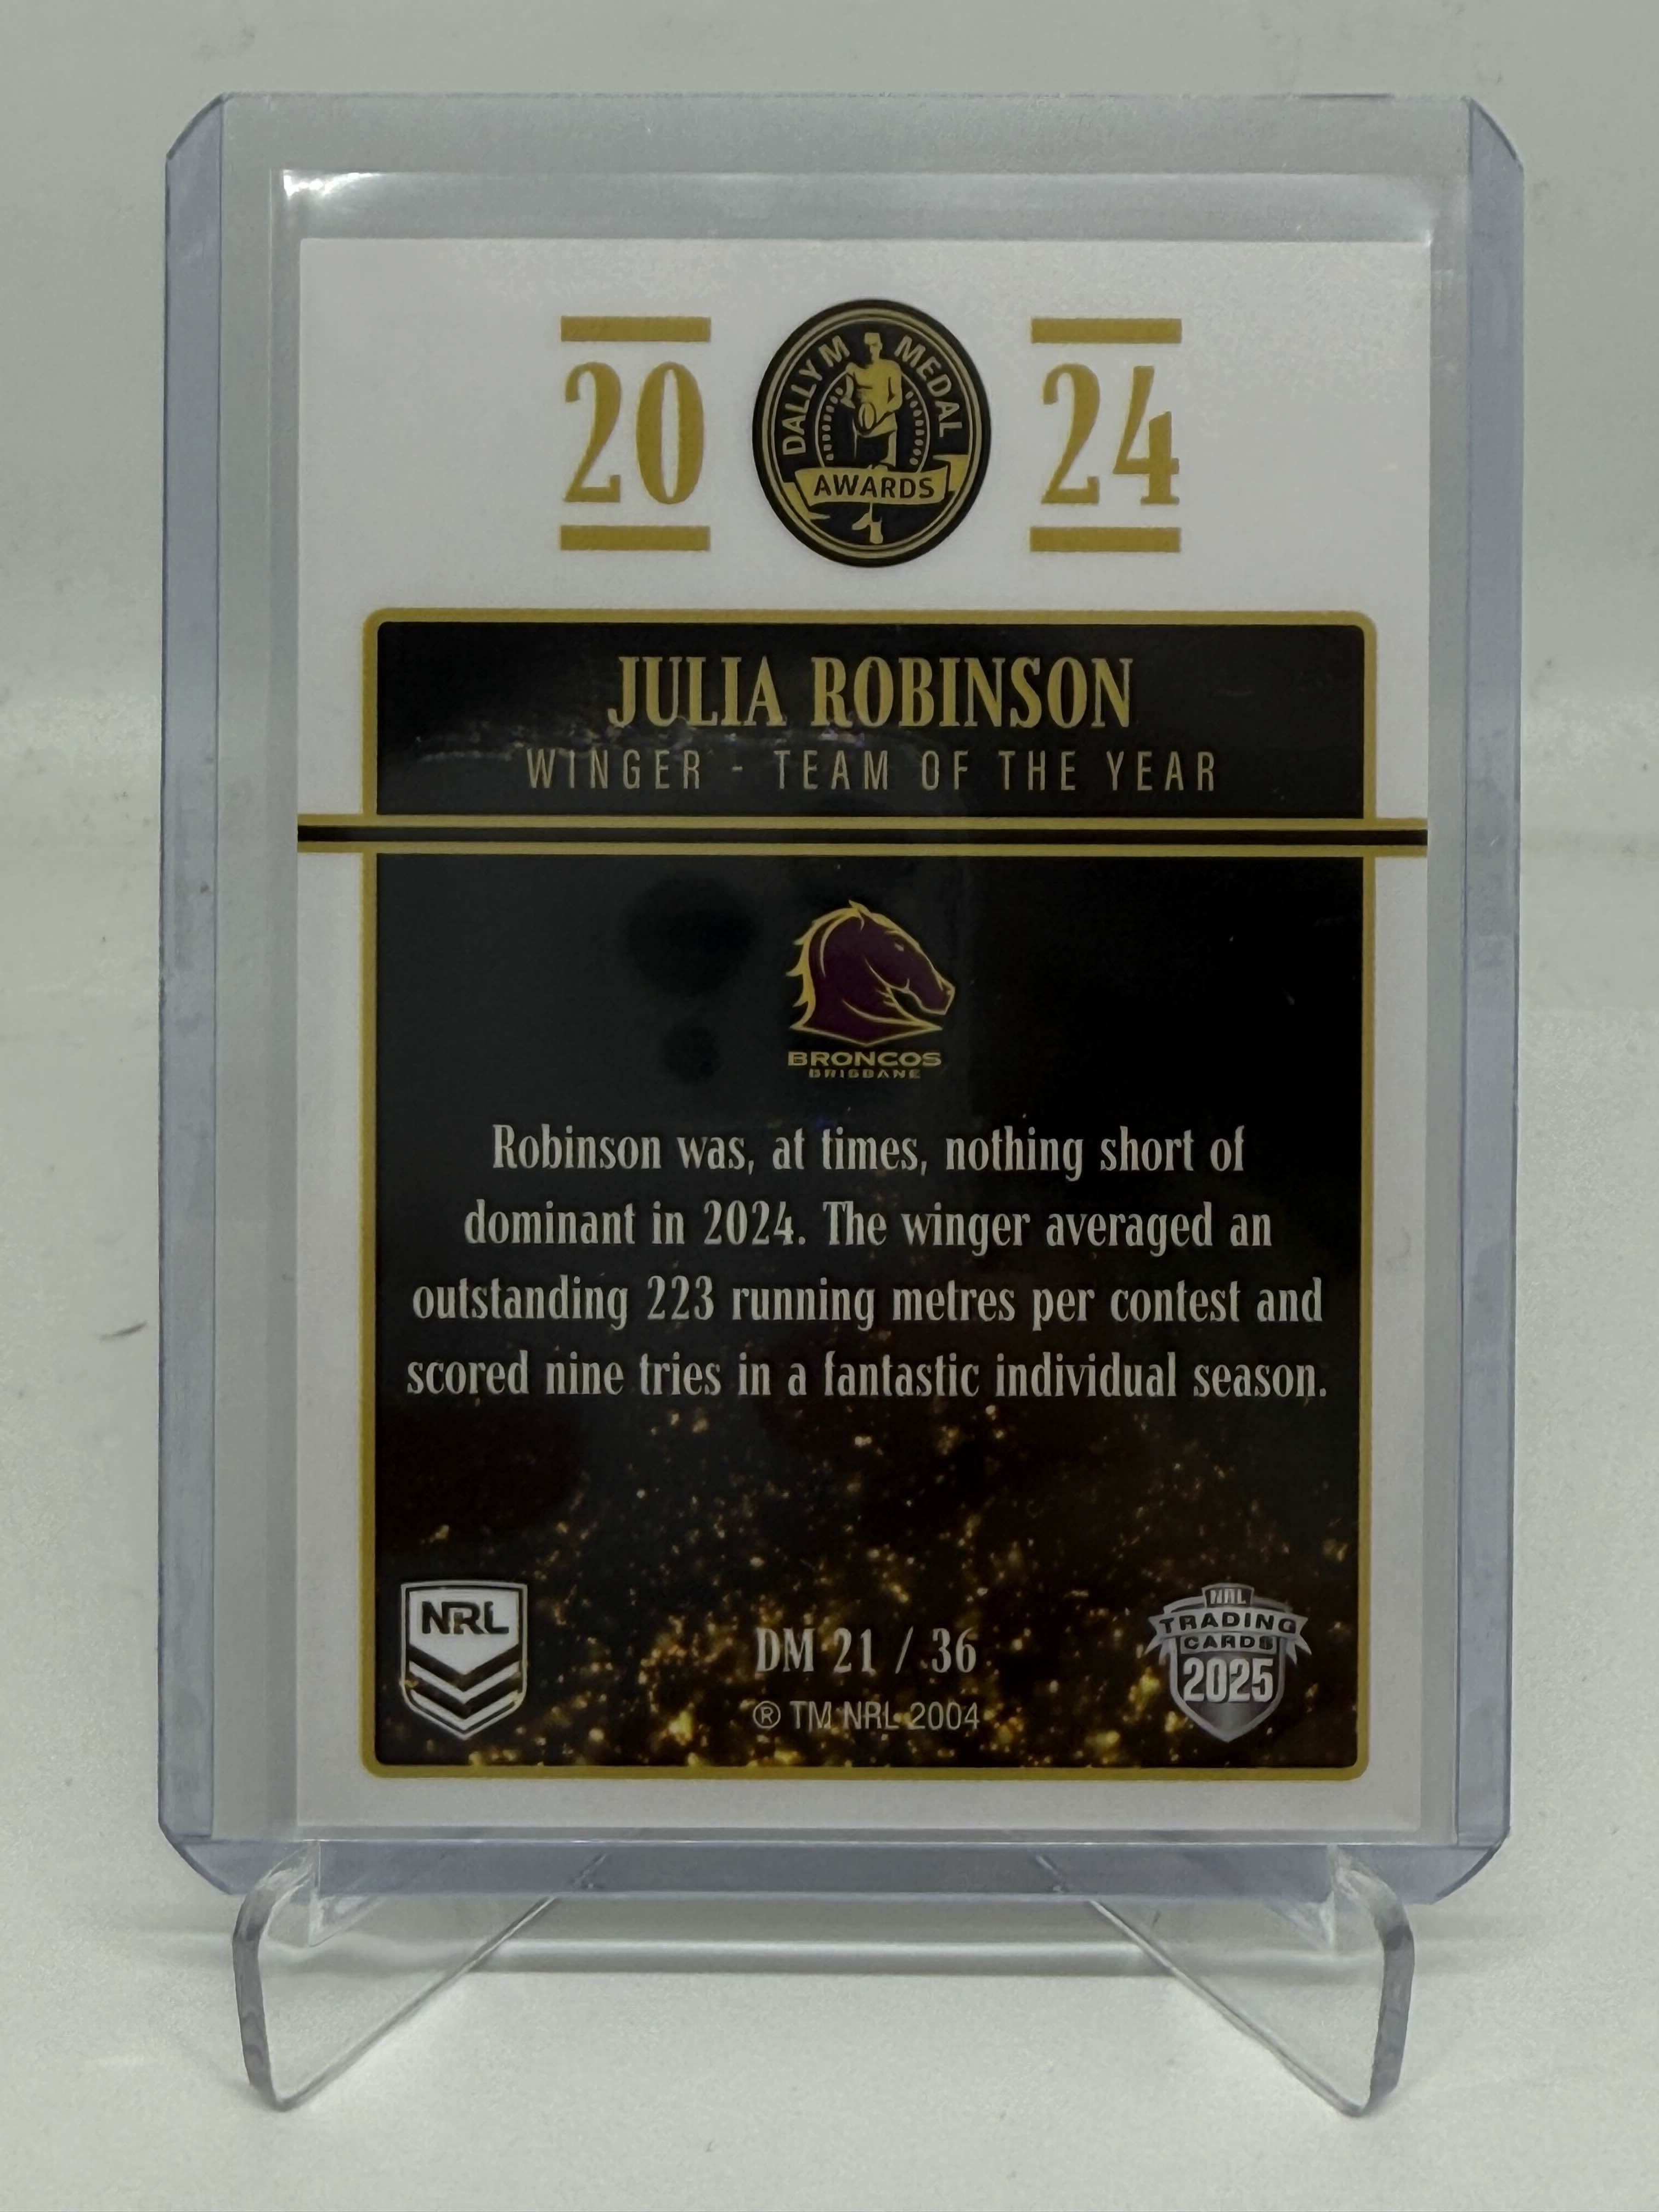 20 24
DALLY M MEDAL
AWARDS
JULIA ROBINSON
WINGER - TEAM OF THE YEAR
BRONCOS
BRISBANE
Robinson was, at times, nothing short of
dominant in 2024. The winger averaged an
outstanding 223 running metres per contest and
scored nine tries in a fantastic individual season.
NRL
DM 21 / 36
® TM NRL 2004
NRL
TRADING
CARDS
2025